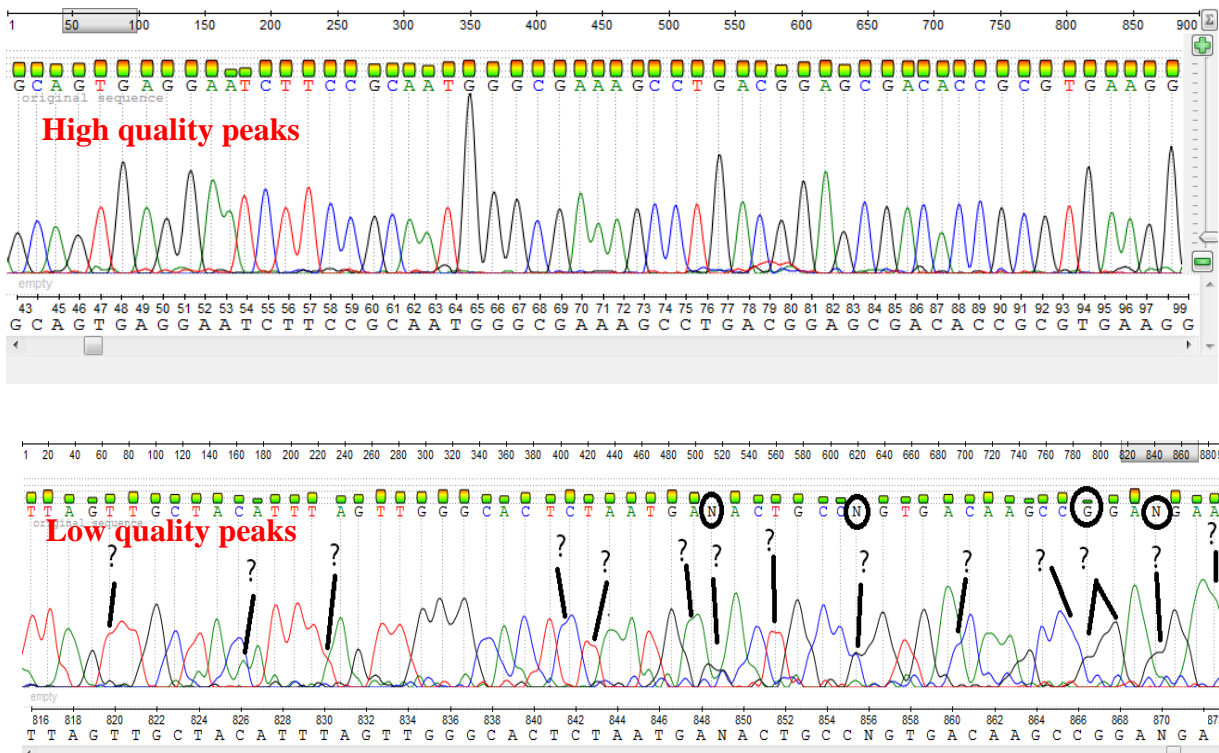 1 50 100 150 200 250 300 350 400 450 500 550 600 650 700 750 800 850 900 Σ
G C A G T G A G G A A T C T T C C G C A A T G G G C G A A A G C C T G A C G G A G C G A C A C C G C G T G A A G G
original sequence
High quality peaks
empty
43 45 46 47 48 49 50 51 52 53 54 55 56 57 58 59 60 61 62 63 64 65 66 67 68 69 70 71 72 73 74 75 76 77 78 79 80 81 82 83 84 85 86 87 88 89 90 91 92 93 94 95 96 97 99
G C A G T G A G G A A T C T T C C G C A A T G G G C G A A A G C C T G A C G G A G C G A C A C C G C G T G A A G G
1 20 40 60 80 100 120 140 160 180 200 220 240 260 280 300 320 340 360 380 400 420 440 460 480 500 520 540 560 580 600 620 640 660 680 700 720 740 760 780 800 820 840 860 880
T T A G T T G C T A C A T T T A G T T G G G C A C T C T A A T G A N A C T G C C N G T G A C A A G C C G G A N G A A
original sequence
Low quality peaks
? ? ? ? ? ? ? ? ? ? ? ? ? ?
empty
816 818 820 822 824 826 828 830 832 834 836 838 840 842 844 846 848 850 852 854 856 858 860 862 864 866 868 870 87
T T A G T T G C T A C A T T T A G T T G G G C A C T C T A A T G A N A C T G C C N G T G A C A A G C C G G A N G A